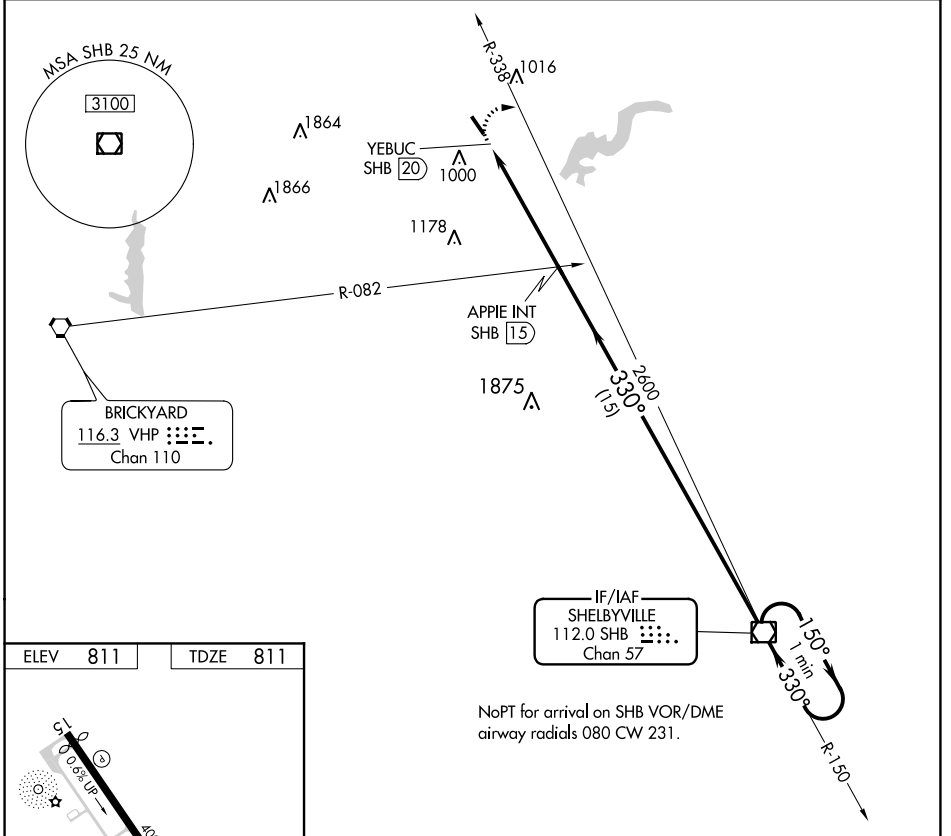 MSA SHB 25 NM
3100
R-338
1016
1864
YEBUC
SHB 20
1000
1866
1178
R-082
APPIE INT
SHB 15
2600
330°
(15)
1875
BRICKYARD
116.3 VHP
Chan 110
IF/IAF
SHELBYVILLE
112.0 SHB
Chan 57
150°
1 min
330°
R-150
NoPT for arrival on SHB VOR/DME
airway radials 080 CW 231.
ELEV 811
TDZE 811
15
P
0.6% UP